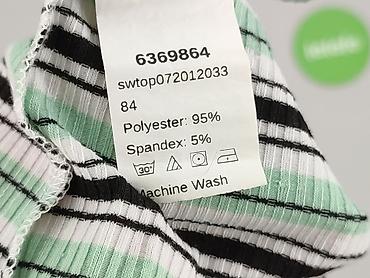 6369864
swtop072012033
84
Polyester: 95%
Spandex: 5%
30°
Machine Wash